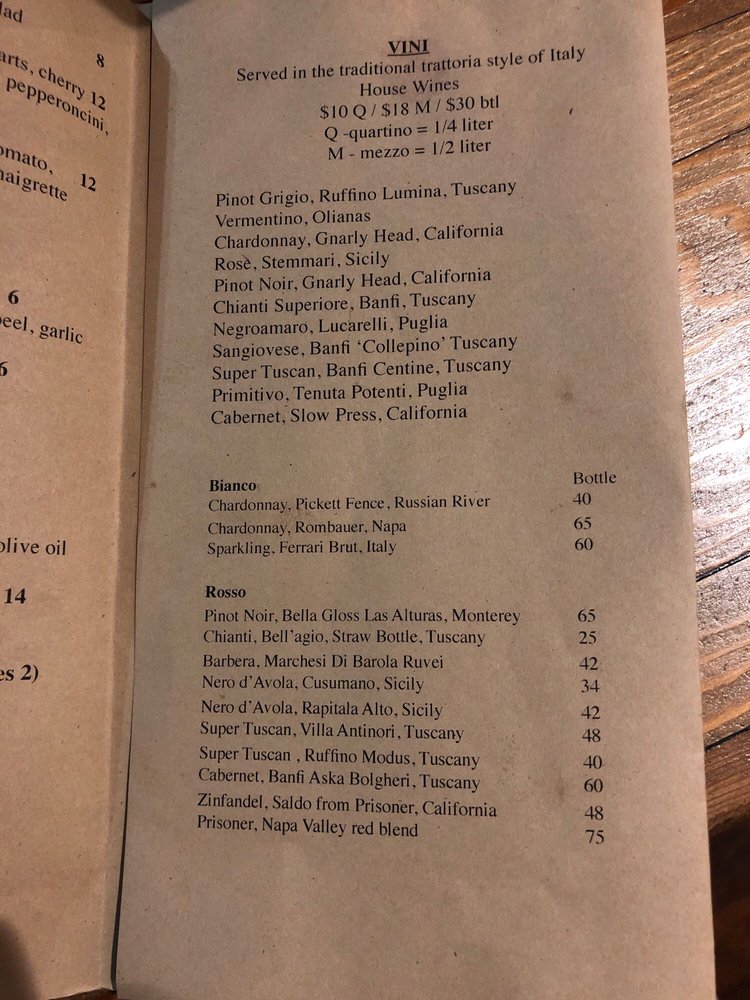 lad
8
arts, cherry 12
pepperoncini,
omato, 12
naigrette
6
peel, garlic
6
olive oil
14
es 2)
VINI
Served in the traditional trattoria style of Italy
House Wines
$10 Q / $18 M / $30 btl
Q -quartino = 1/4 liter
M - mezzo = 1/2 liter
Pinot Grigio, Ruffino Lumina, Tuscany
Vermentino, Olianas
Chardonnay, Gnarly Head, California
Rosè, Stemmari, Sicily
Pinot Noir, Gnarly Head, California
Chianti Superiore, Banfi, Tuscany
Negroamaro, Lucarelli, Puglia
Sangiovese, Banfi ‘Collepino’ Tuscany
Super Tuscan, Banfi Centine, Tuscany
Primitivo, Tenuta Potenti, Puglia
Cabernet, Slow Press, California
Bianco Bottle
Chardonnay, Pickett Fence, Russian River 40
Chardonnay, Rombauer, Napa 65
Sparkling, Ferrari Brut, Italy 60
Rosso
Pinot Noir, Bella Gloss Las Alturas, Monterey 65
Chianti, Bell’agio, Straw Bottle, Tuscany 25
Barbera, Marchesi Di Barola Ruvei 42
Nero d’Avola, Cusumano, Sicily 34
Nero d’Avola, Rapitala Alto, Sicily 42
Super Tuscan, Villa Antinori, Tuscany 48
Super Tuscan , Ruffino Modus, Tuscany 40
Cabernet, Banfi Aska Bolgheri, Tuscany 60
Zinfandel, Saldo from Prisoner, California 48
Prisoner, Napa Valley red blend 75